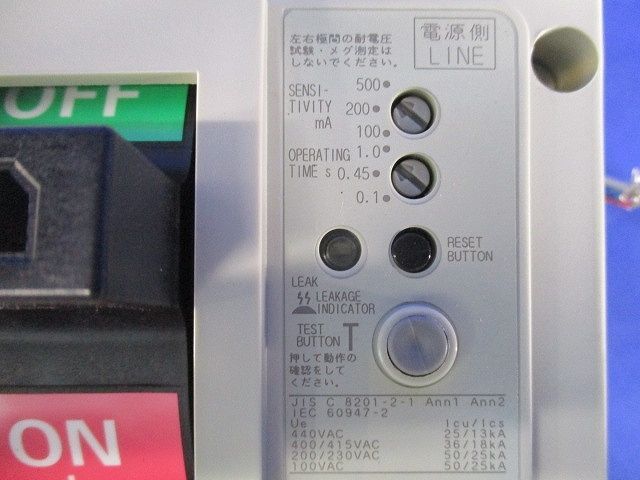 左右極間の耐電圧
試験・メグ測定は
しないでください。
電源側
LINE
OFF
SENSI-
TIVITY
mA
500
200
100
OPERATING
TIME s
1.0
0.45
0.1
RESET
BUTTON
LEAK
LEAKAGE
INDICATOR
TEST
BUTTON T
押して動作の
確認をして
ください。
JIS C 8201-2-1 Ann1 Ann2
IEC 60947-2
Ue Icu/Ics
440VAC 25/13kA
400/415VAC 36/18kA
200/230VAC 50/25kA
100VAC 50/25kA
ON